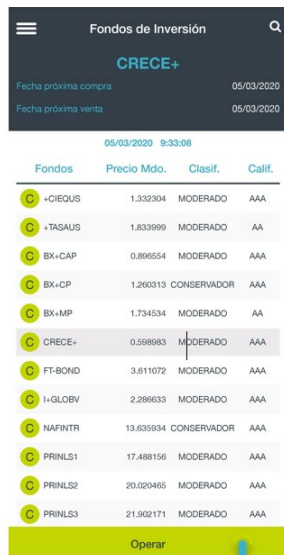 Fondos de Inversión
CRECE+
Fecha próxima compra 05/03/2020
Fecha próxima venta 05/03/2020
05/03/2020 9:33:08
Fondos Precio Mdo. Clasif. Calif.
C +CIEQUS 1.332304 MODERADO AAA
C +TASAUS 1.833999 MODERADO AA
C BX+CAP 0.896554 MODERADO AAA
C BX+CP 1.260313 CONSERVADOR AAA
C BX+MP 1.734534 MODERADO AA
C CRECE+ 0.598983 MODERADO AAA
C FT-BOND 3.611072 MODERADO AAA
C I+GLOBV 2.286633 MODERADO AAA
C NAFINTR 13.635934 CONSERVADOR AAA
C PRINLS1 17.488156 MODERADO AAA
C PRINLS2 20.020465 MODERADO AAA
C PRINLS3 21.902171 MODERADO AAA
Operar